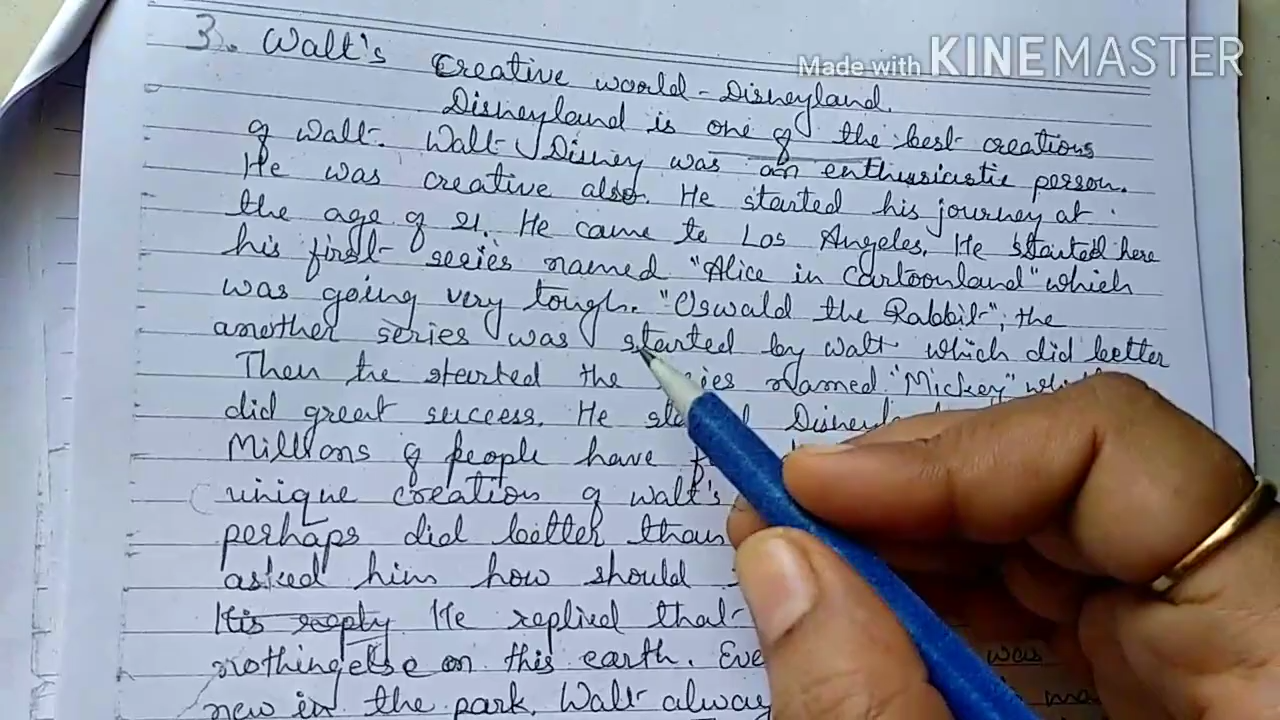 Made with KINEMASTER
3. Walt's Creative world - Disneyland.
Disneyland is one of the best creations
of Walt. Walt Disney was an enthusiastic person.
He was creative also. He started his journey at
the age of 21. He came to Los Angeles. He started here
his first series named "Alice in Cartoonland" which
was going very tough. "Oswald the Rabbit", the
another series was started by Walt which did better
Then he started the named "Mickey"
did great success. He
Millions of people have
unique creation of Walt's
perhaps did better than
asked him how should
His reply He replied that
nothing else on this earth. was
new in the park. Walt